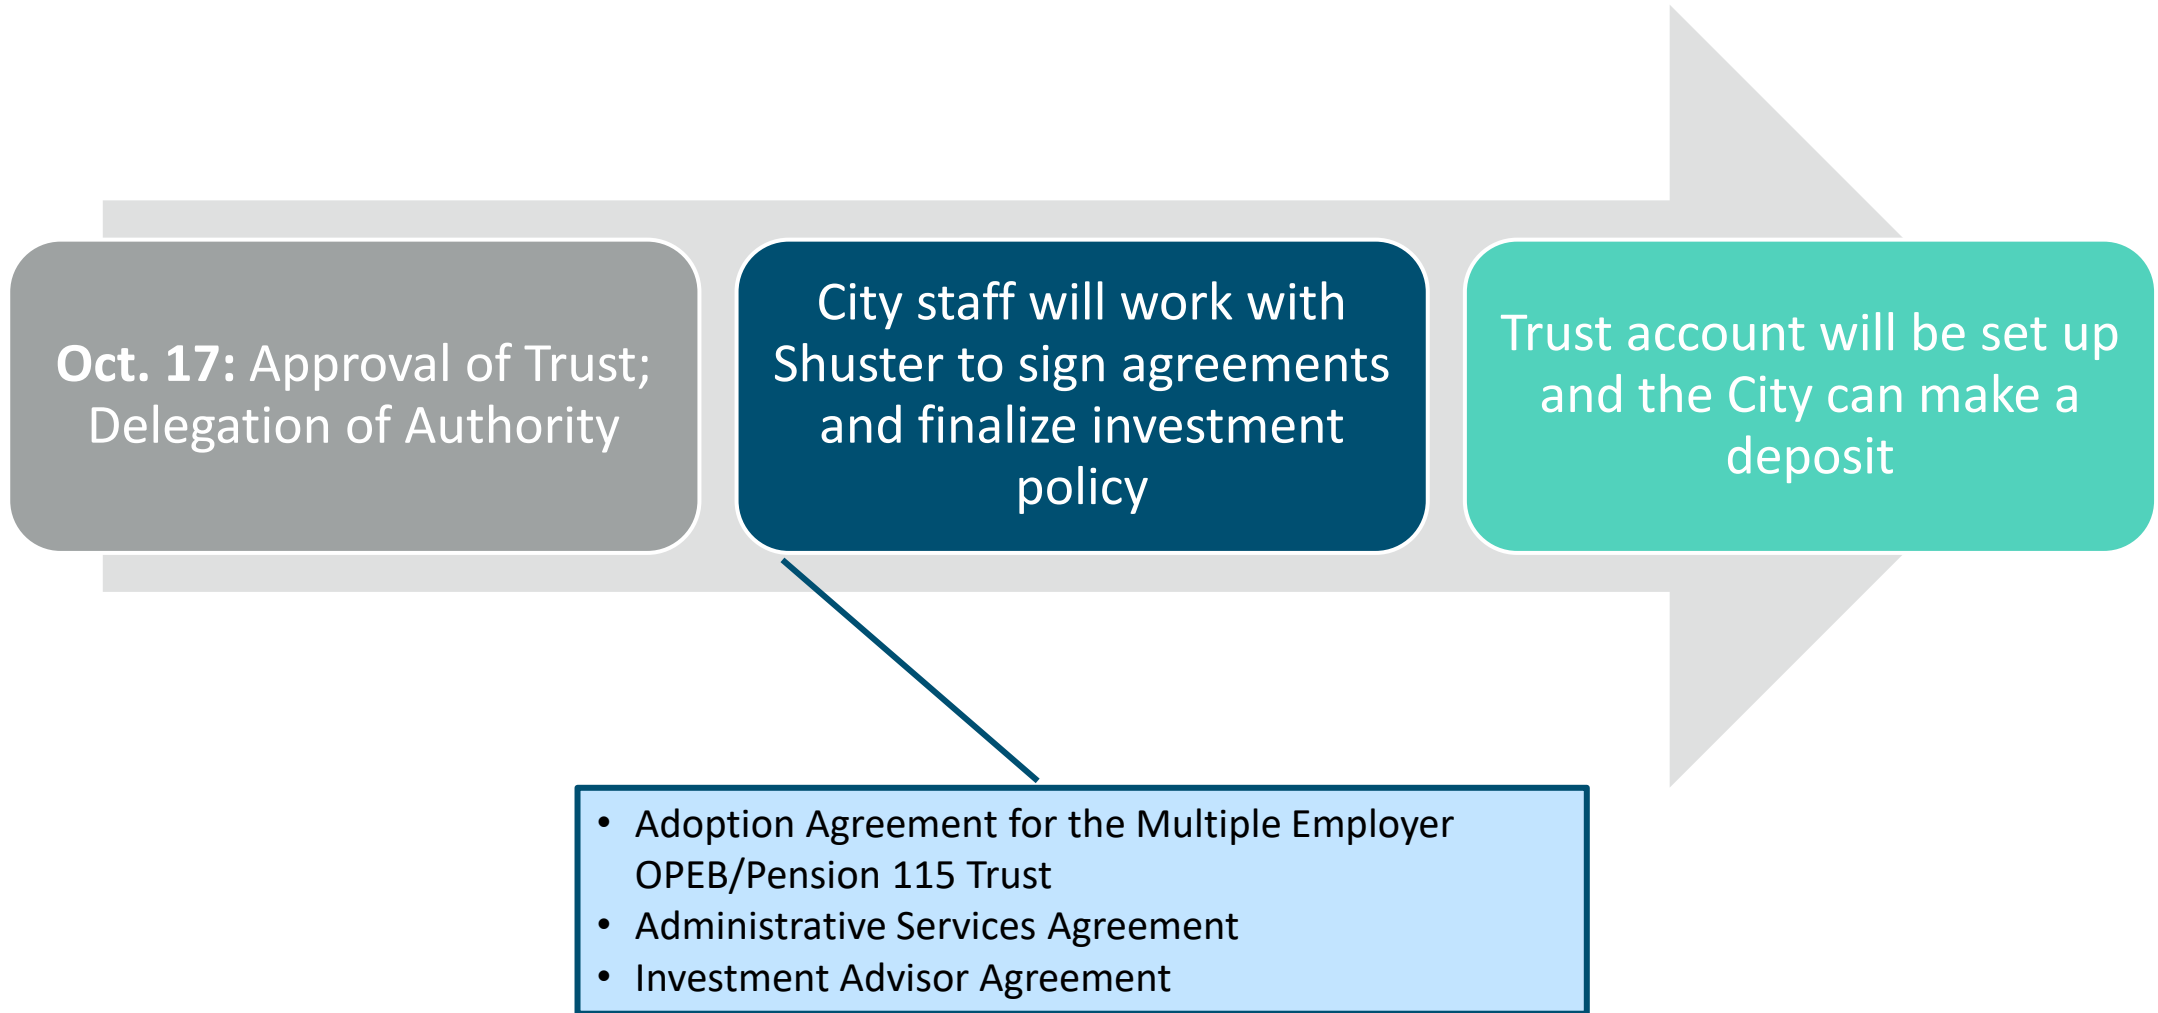 Oct. 17: Approval of Trust;
Delegation of Authority
City staff will work with
Shuster to sign agreements
and finalize investment
policy
Trust account will be set up
and the City can make a
deposit
• Adoption Agreement for the Multiple Employer
OPEB/Pension 115 Trust
• Administrative Services Agreement
• Investment Advisor Agreement